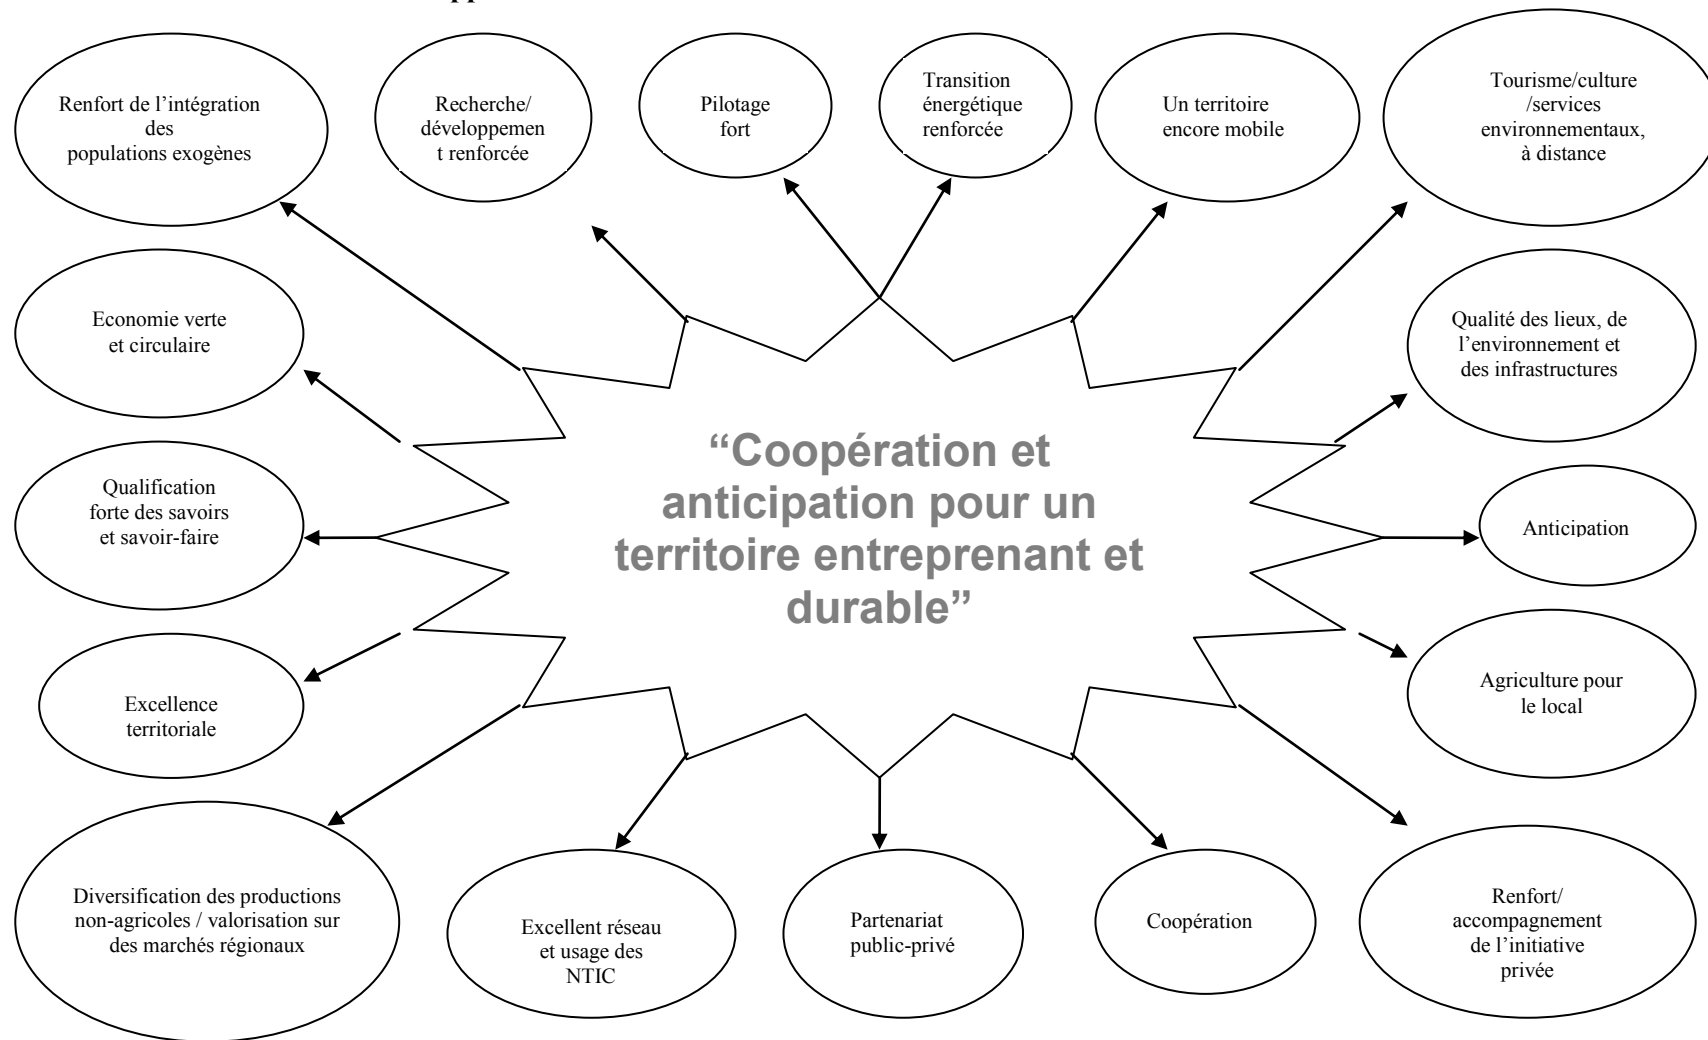 pp
Renfort de l’intégration
des
populations exogènes
Recherche/
développemen
t renforcée
Pilotage
fort
Transition
énergétique
renforcée
Un territoire
encore mobile
Tourisme/culture
/services
environnementaux,
à distance
Economie verte
et circulaire
Qualité des lieux, de
l’environnement et
des infrastructures
“Coopération et
anticipation pour un
territoire entreprenant et
durable”
Qualification
forte des savoirs
et savoir-faire
Anticipation
Excellence
territoriale
Agriculture pour
le local
Diversification des productions
non-agricoles / valorisation sur
des marchés régionaux
Excellent réseau
et usage des
NTIC
Partenariat
public-privé
Coopération
Renfort/
accompagnement
de l’initiative
privée